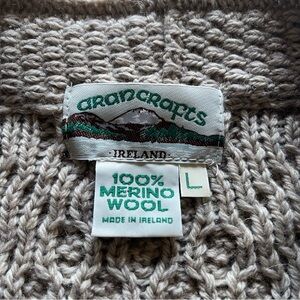 arancrafts
·IRELAND·
100%
MERINO
WOOL
MADE IN IRELAND
L